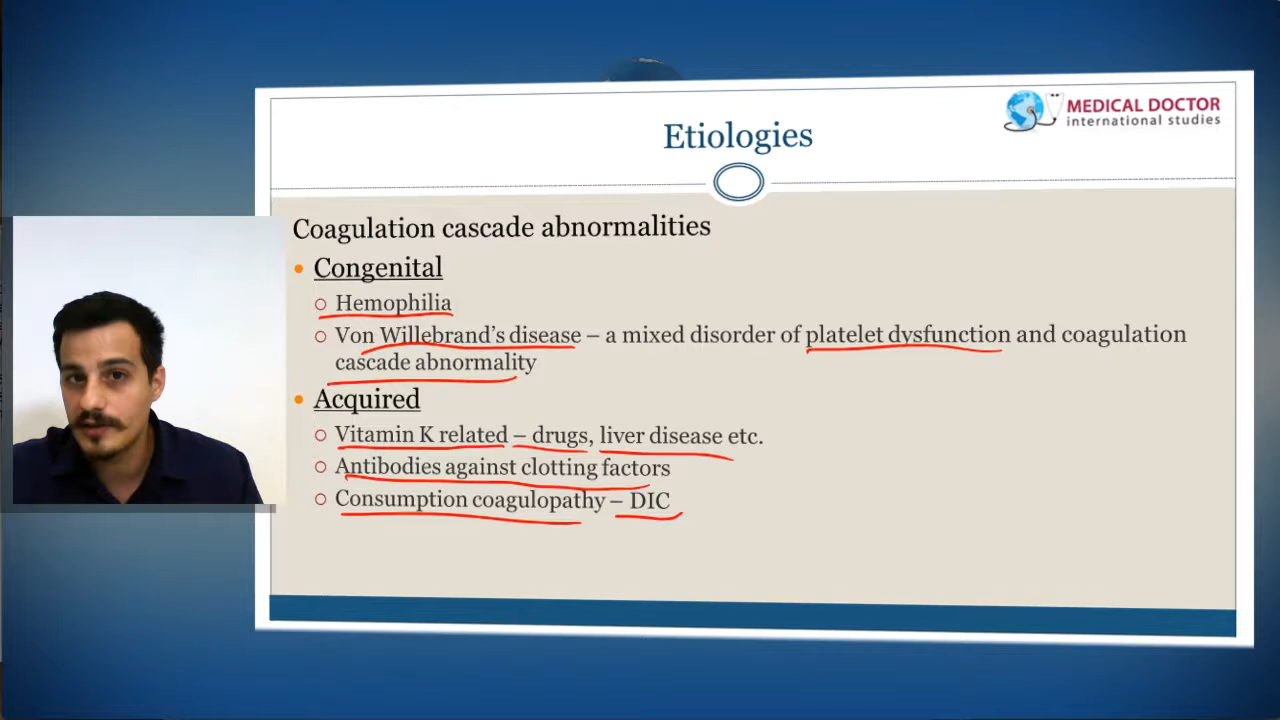 MEDICAL DOCTOR
international studies
Etiologies
Coagulation cascade abnormalities
• Congenital
○ Hemophilia
○ Von Willebrand’s disease – a mixed disorder of platelet dysfunction and coagulation
cascade abnormality
• Acquired
○ Vitamin K related – drugs, liver disease etc.
○ Antibodies against clotting factors
○ Consumption coagulopathy – DIC